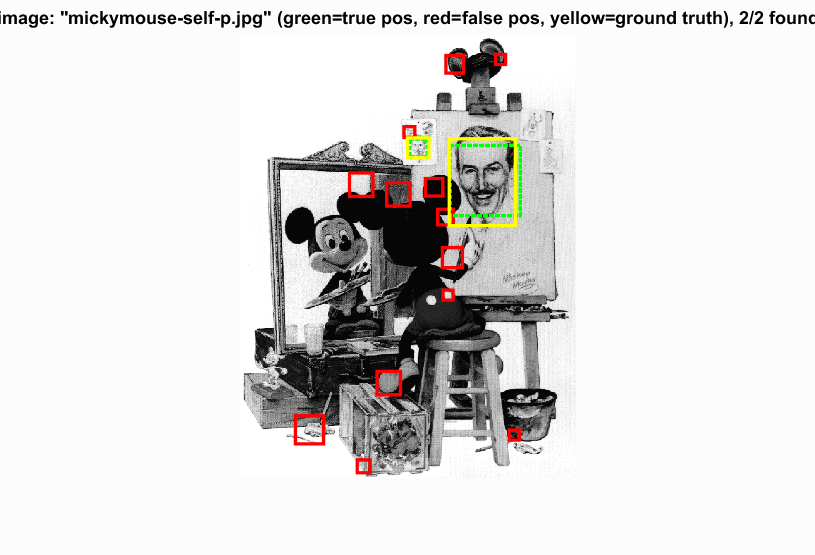 image: "mickymouse-self-p.jpg" (green=true pos, red=false pos, yellow=ground truth), 2/2 found